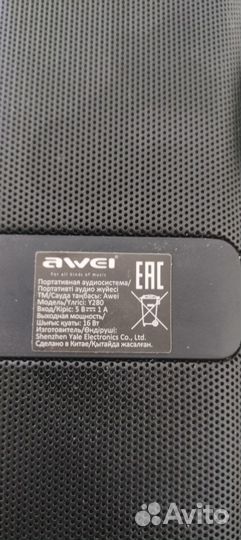 awei
For all kinds of music
EAC
Портативная аудиосистема/
Портативті аудио жүйесі
ТМ/Сауда таңбасы: Awei
Модель/Үлгісі: Y280
Вход/Кіріс: 5 В⎓ 1 А
Выходная мощность/
Шығыс қуаты: 16 Вт
Изготовитель/Өндіруші:
Shenzhen Yale Electronics Co., Ltd.
Сделано в Китае/Қытайда жасалған.
Avito